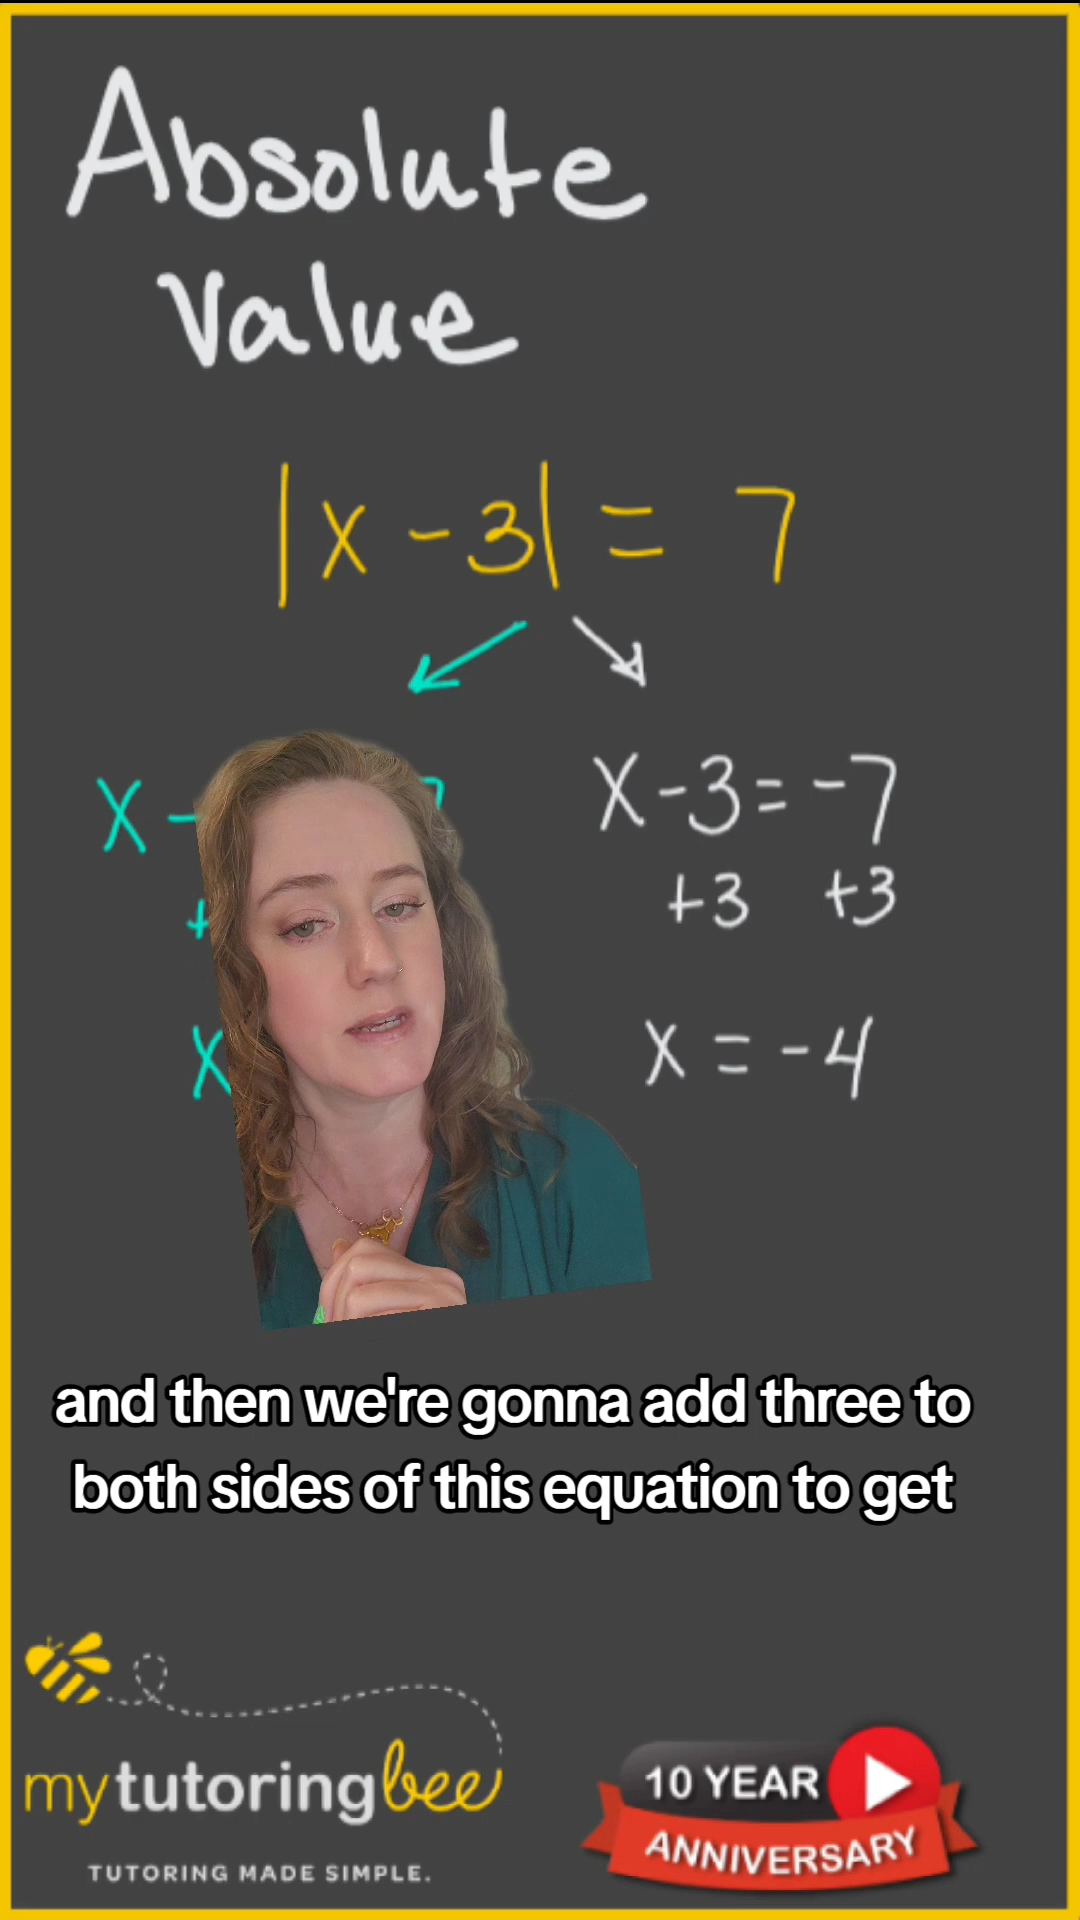 Absolute
Value
|x - 3| = 7
x - 7 x - 3 = -7
+ +3 +3
x x = -4
and then we're gonna add three to
both sides of this equation to get
mytutoringbee
TUTORING MADE SIMPLE.
10 YEAR
ANNIVERSARY